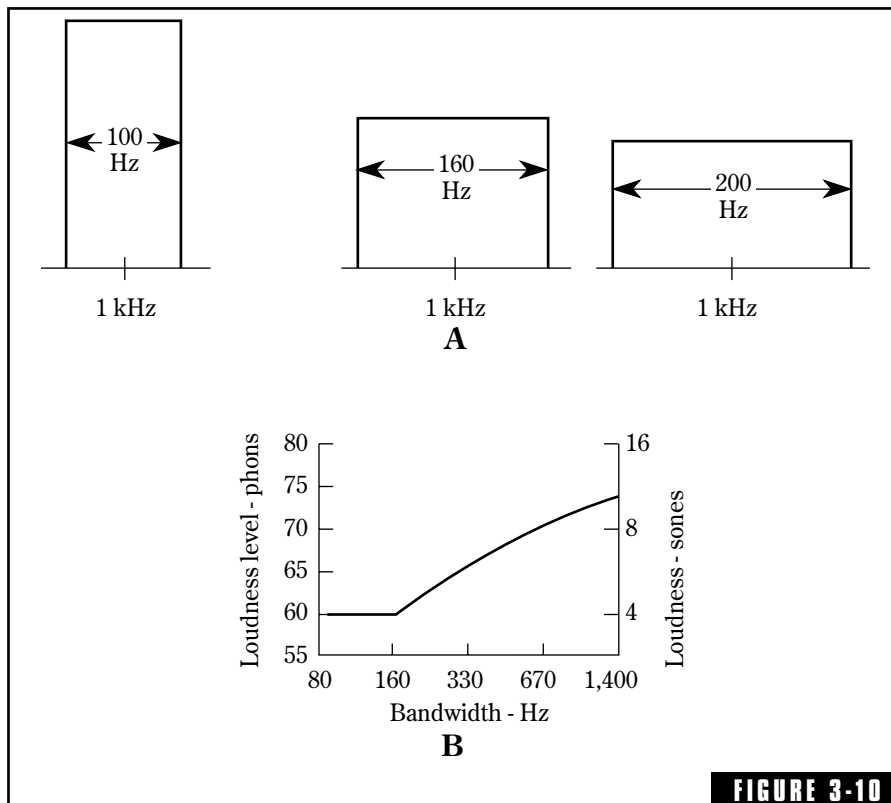 100
Hz
160
Hz
200
Hz
1 kHz
1 kHz
1 kHz
A
Loudness level - phons
80
75
70
65
60
55
16
8
4
Loudness - sones
80 160 330 670 1,400
Bandwidth - Hz
B
FIGURE 3-10